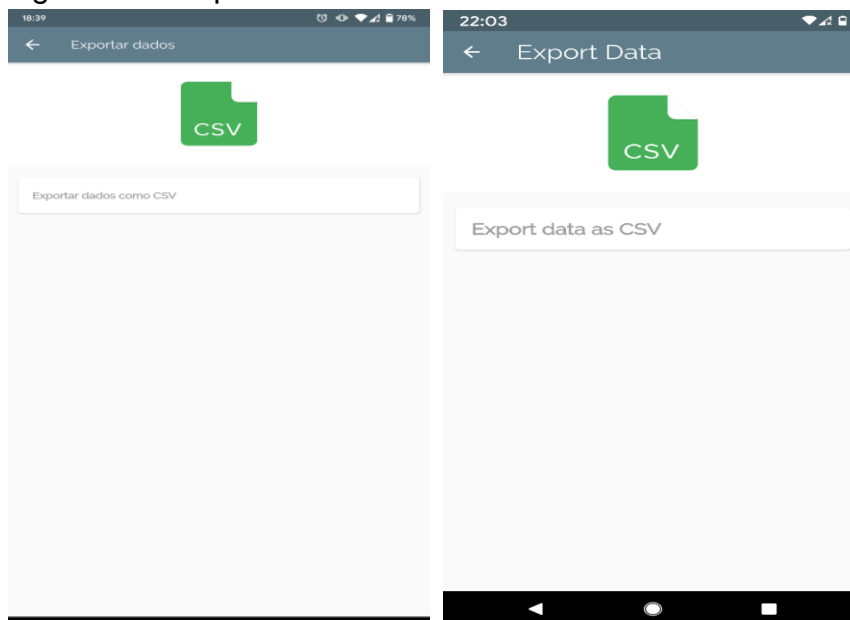 18:39
78%
Exportar dados
CSV
Exportar dados como CSV
22:03
Export Data
CSV
Export data as CSV